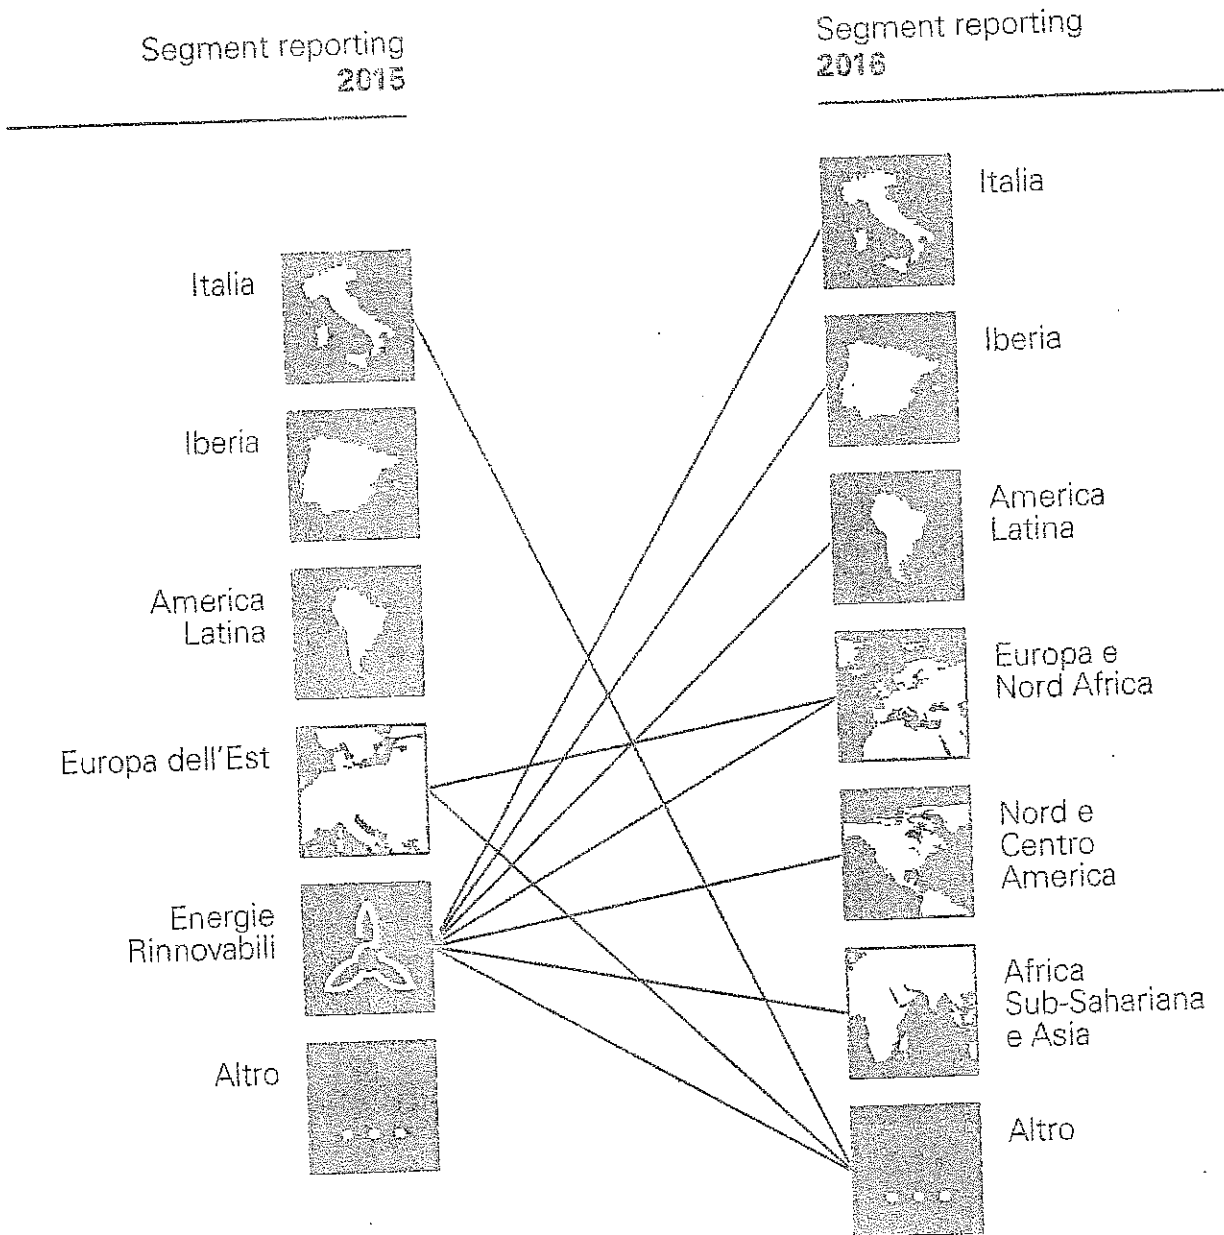 Segment reporting
2015
Italia
Iberia
America
Latina
Europa dell'Est
Energie
Rinnovabili
Altro
Segment reporting
2016
Italia
Iberia
America
Latina
Europa e
Nord Africa
Nord e
Centro
America
Africa
Sub-Sahariana
e Asia
Altro